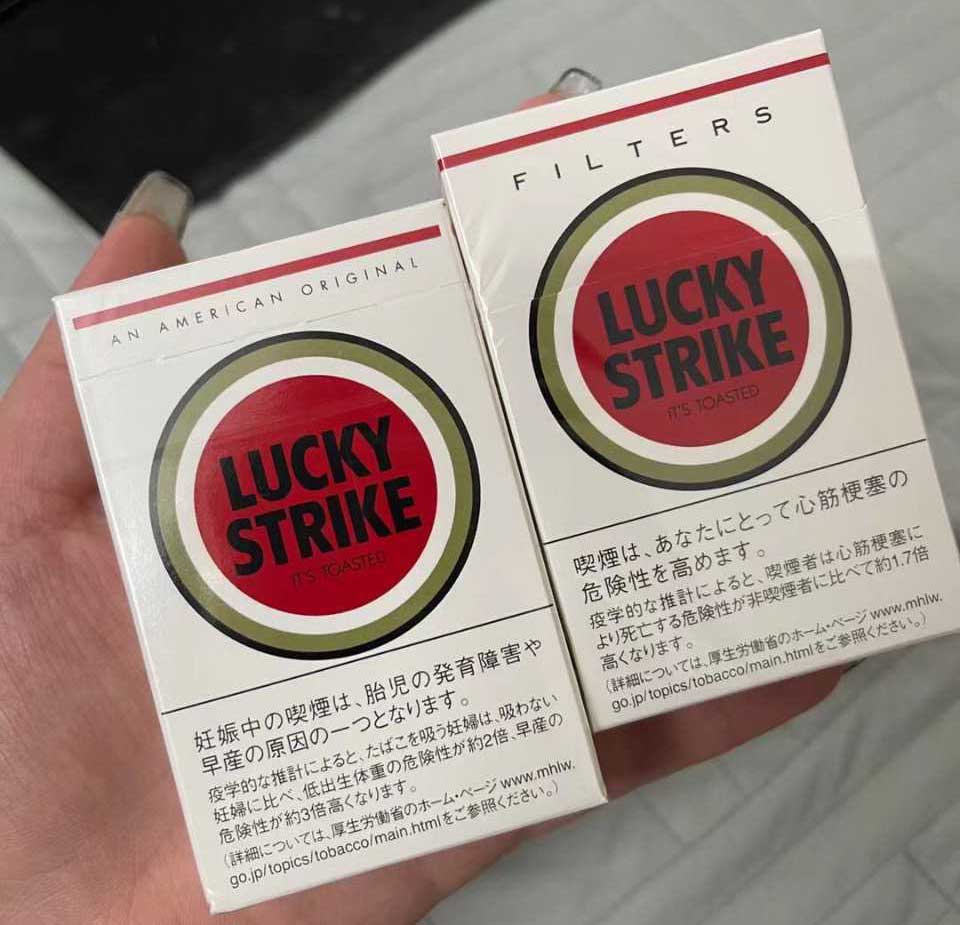 AN AMERICAN ORIGINAL
LUCKY
STRIKE
IT'S TOASTED
妊娠中の喫煙は、胎児の発育障害や
早産の原因の一つとなります。
疫学的な推計によると、たばこを吸う妊婦は、吸わない
妊婦に比べ、低出生体重の危険性が約2倍、早産の
危険性が約3倍高くなります。
(詳細については、厚生労働省のホーム・ページ www.mhlw.
go.jp/topics/tobacco/main.htmlをご参照ください。)
FILTERS
LUCKY
STRIKE
IT'S TOASTED
喫煙は、あなたにとって心筋梗塞の
危険性を高めます。
疫学的な推計によると、喫煙者は心筋梗塞に
より死亡する危険性が非喫煙者に比べて約1.7倍
高くなります。
(詳細については、厚生労働省のホーム・ページ www.mhlw.
go.jp/topics/tobacco/main.htmlをご参照ください。)